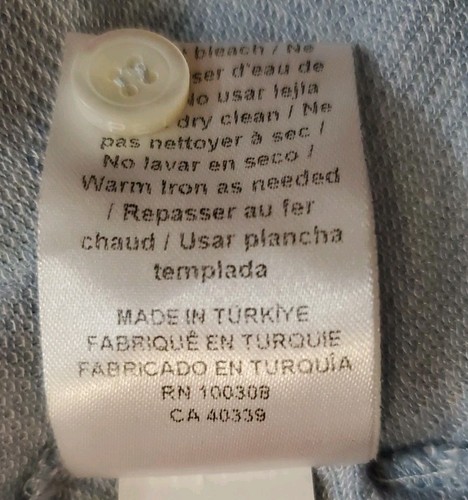 bleach / Ne
ser d'eau de
No usar lejía
dry clean / Ne
pas nettoyer à sec /
No lavar en seco /
Warm Iron as needed
/ Repasser au fer
chaud / Usar plancha
templada
MADE IN TÜRKİYE
FABRIQUÉ EN TURQUIE
FABRICADO EN TURQUÍA
RN 100308
CA 40339